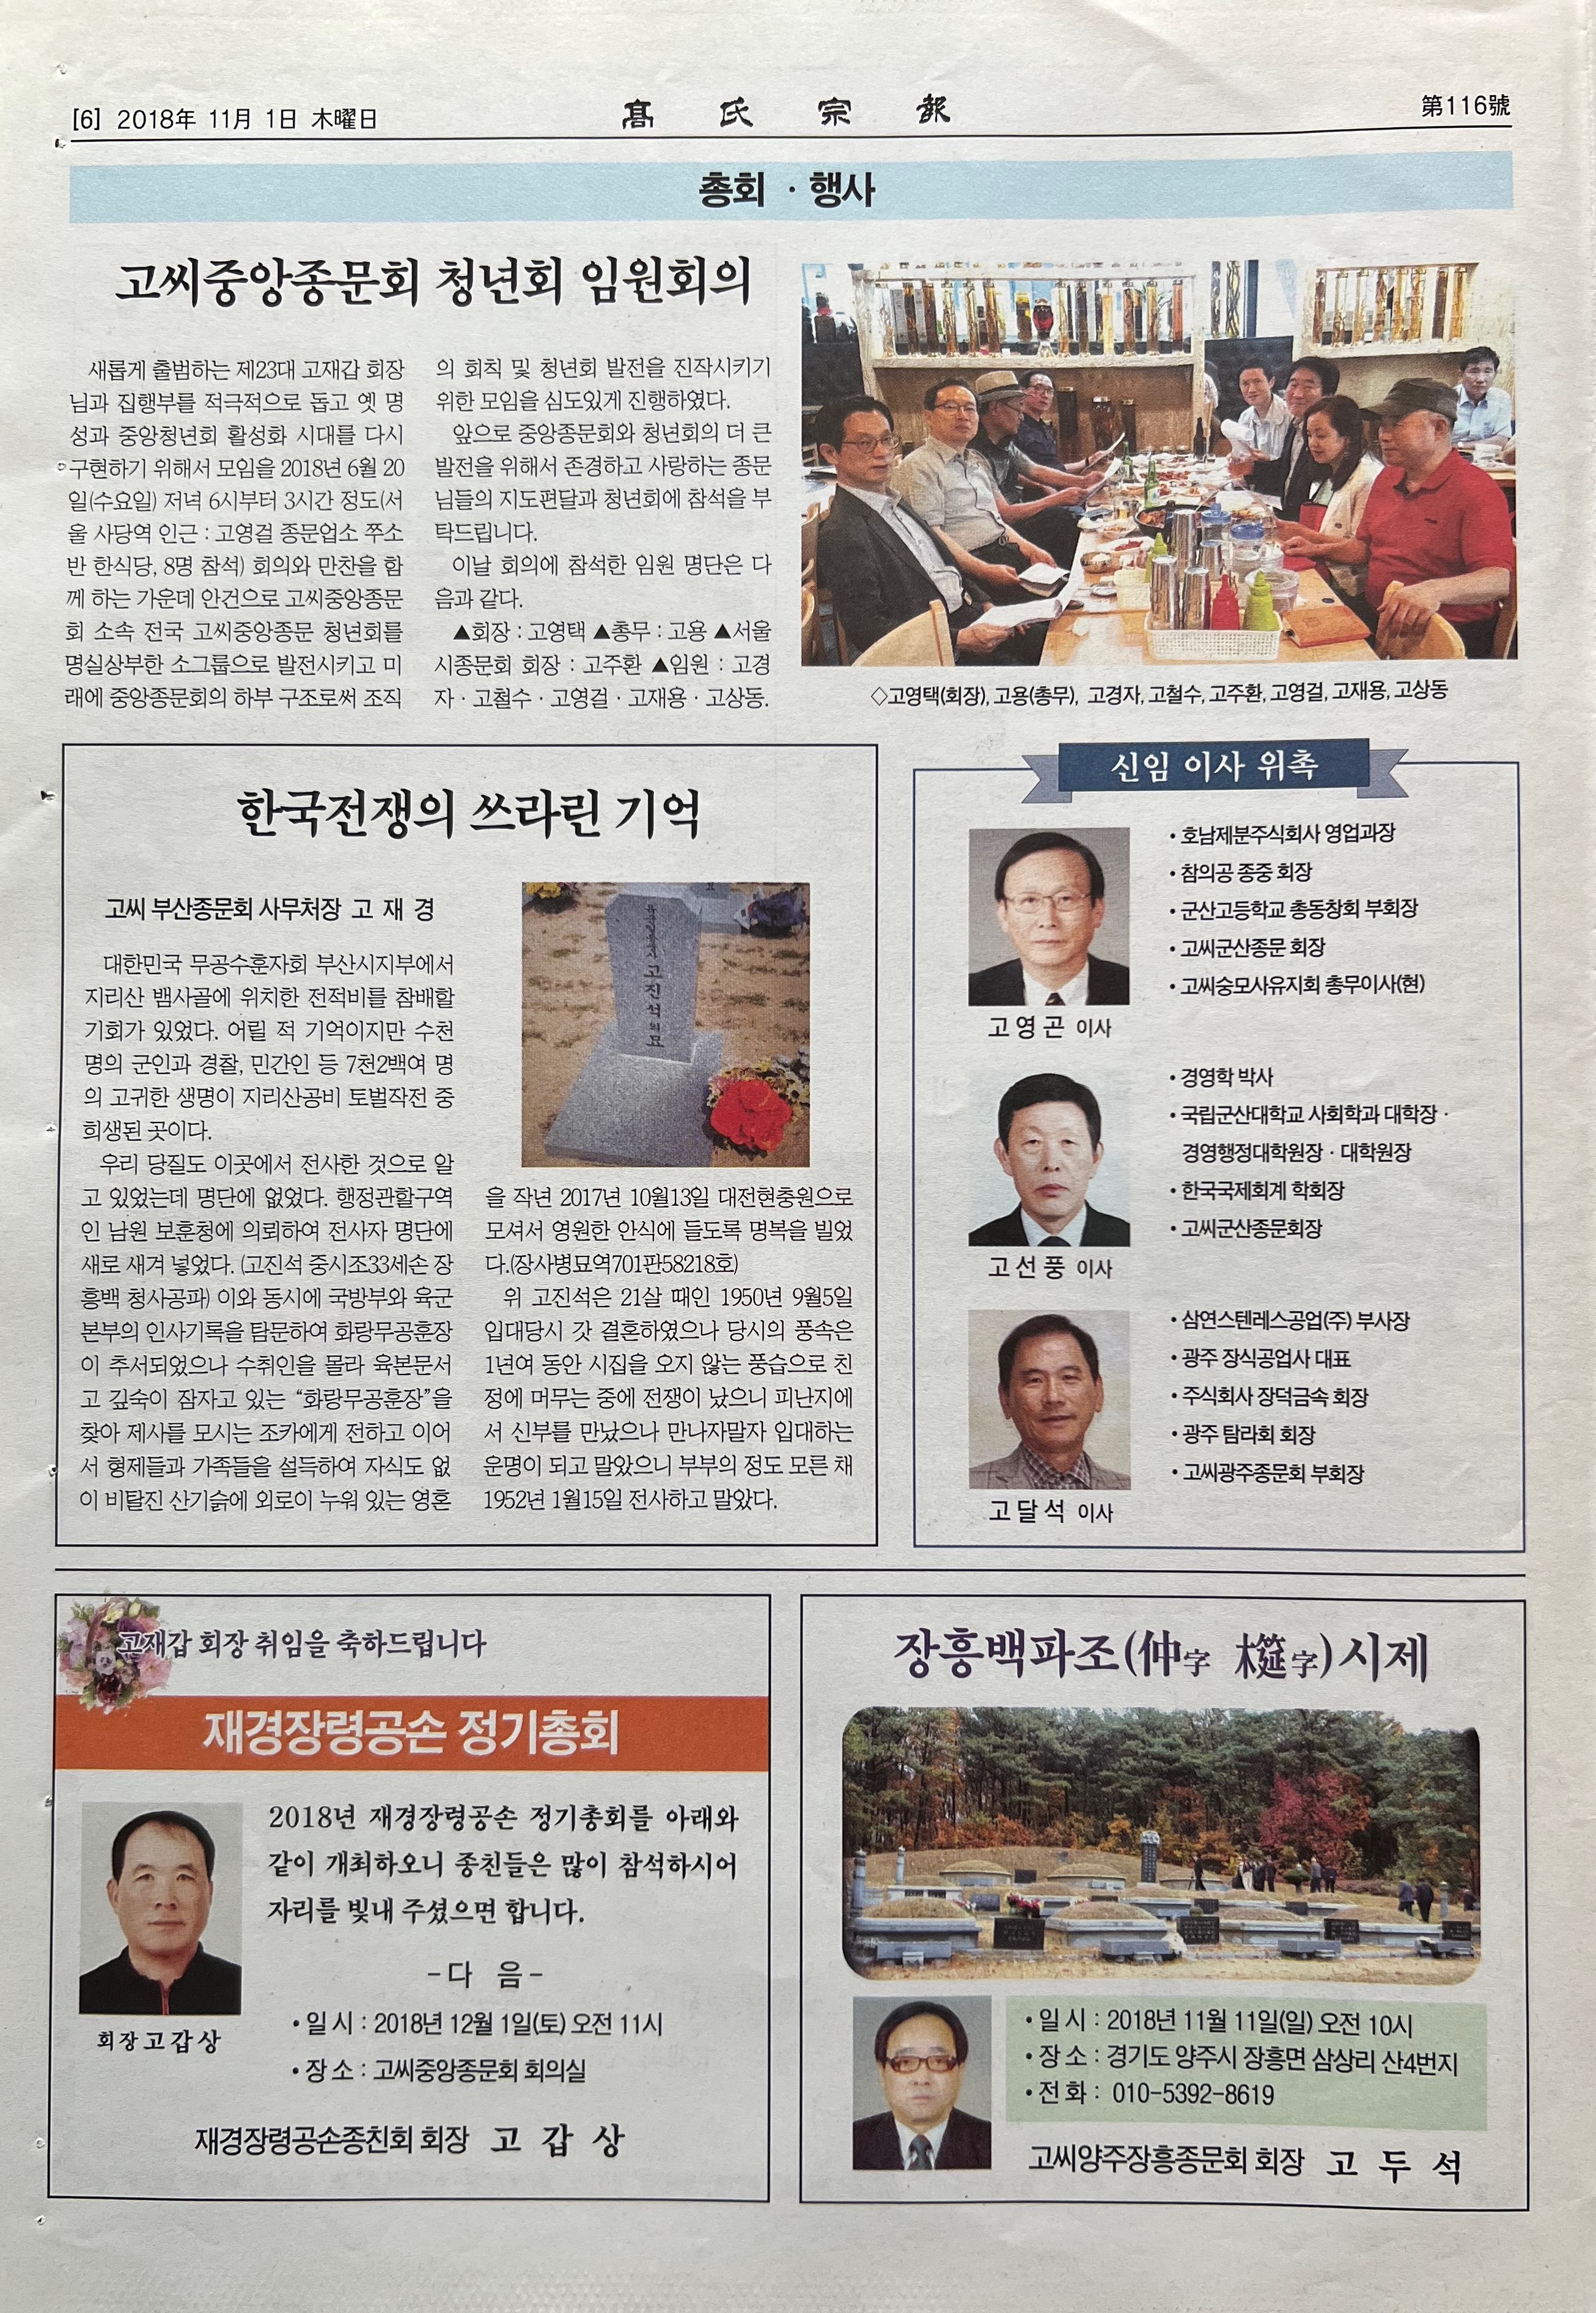 [6] 2018年 11月 1日 木曜日
髙氏宗報
第116號
총회 · 행사
고씨중앙종문회 청년회 임원회의
새롭게 출범하는 제23대 고재갑 회장
님과 집행부를 적극적으로 돕고 옛 명
성과 중앙청년회 활성화 시대를 다시
구현하기 위해서 모임을 2018년 6월 20
일(수요일) 저녁 6시부터 3시간 정도(서
울 사당역 인근 : 고영걸 종문업소 쭈소
반 한식당, 8명 참석) 회의와 만찬을 함
께 하는 가운데 안건으로 고씨중앙종문
회 소속 전국 고씨중앙종문 청년회를
명실상부한 소그룹으로 발전시키고 미
래에 중앙종문회의 하부 구조로써 조직
의 회칙 및 청년회 발전을 진작시키기
위한 모임을 심도있게 진행하였다.
앞으로 중앙종문회와 청년회의 더 큰
발전을 위해서 존경하고 사랑하는 종문
님들의 지도편달과 청년회에 참석을 부
탁드립니다.
이날 회의에 참석한 임원 명단은 다
음과 같다.
▲회장 : 고영택 ▲총무 : 고용 ▲서울
시종문회 회장 : 고주환 ▲임원 : 고경
자 · 고철수 · 고영걸 · 고재용 · 고상동.
◇고영택(회장), 고용(총무), 고경자, 고철수, 고주환, 고영걸, 고재용, 고상동
한국전쟁의 쓰라린 기억
고씨 부산종문회 사무처장 고 재 경
대한민국 무공수훈자회 부산시지부에서
지리산 뱀사골에 위치한 전적비를 참배할
기회가 있었다. 어릴 적 기억이지만 수천
명의 군인과 경찰, 민간인 등 7천2백여 명
의 고귀한 생명이 지리산공비 토벌작전 중
희생된 곳이다.
우리 당질도 이곳에서 전사한 것으로 알
고 있었는데 명단에 없었다. 행정관할구역
인 남원 보훈청에 의뢰하여 전사자 명단에
새로 새겨 넣었다. (고진석 중시조33세손 장
흥백 청사공파) 이와 동시에 국방부와 육군
본부의 인사기록을 탐문하여 화랑무공훈장
이 추서되었으나 수취인을 몰라 육본문서
고 깊숙이 잠자고 있는 “화랑무공훈장”을
찾아 제사를 모시는 조카에게 전하고 이어
서 형제들과 가족들을 설득하여 자식도 없
이 비탈진 산기슭에 외로이 누워 있는 영혼
고진석의묘
을 작년 2017년 10월13일 대전현충원으로
모셔서 영원한 안식에 들도록 명복을 빌었
다.(장사병묘역701판58218호)
위 고진석은 21살 때인 1950년 9월5일
입대당시 갓 결혼하였으나 당시의 풍속은
1년여 동안 시집을 오지 않는 풍습으로 친
정에 머무는 중에 전쟁이 났으니 피난지에
서 신부를 만났으나 만나자말자 입대하는
운명이 되고 말았으니 부부의 정도 모른 채
1952년 1월15일 전사하고 말았다.
신임 이사 위촉
• 호남제분주식회사 영업과장
• 참의공 종중 회장
• 군산고등학교 총동창회 부회장
• 고씨군산종문 회장
• 고씨숭모사유지회 총무이사(현)
고영곤 이사
• 경영학 박사
• 국립군산대학교 사회학과 대학장 ·
경영행정대학원장 · 대학원장
• 한국국제회계 학회장
• 고씨군산종문회장
고선풍 이사
• 삼연스텐레스공업(주) 부사장
• 광주 장식공업사 대표
• 주식회사 장덕금속 회장
• 광주 탐라회 회장
• 고씨광주종문회 부회장
고달석 이사
고재갑 회장 취임을 축하드립니다
재경장령공손 정기총회
2018년 재경장령공손 정기총회를 아래와
같이 개최하오니 종친들은 많이 참석하시어
자리를 빛내 주셨으면 합니다.
-다 음-
• 일 시 : 2018년 12월 1일(토) 오전 11시
• 장 소 : 고씨중앙종문회 회의실
회장 고갑상
재경장령공손종친회 회장 고 갑 상
장흥백파조(仲字 字)시제
• 일 시 : 2018년 11월 11일(일) 오전 10시
• 장 소 : 경기도 양주시 장흥면 삼상리 산4번지
• 전 화 : 010-5392-8619
고씨양주장흥종문회 회장 고 두 석